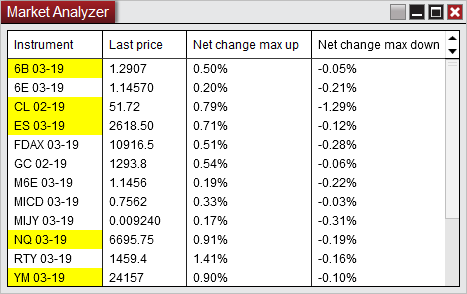 Market Analyzer
Instrument Last price Net change max up Net change max down
6B 03-19 1.2907 0.50% -0.05%
6E 03-19 1.14570 0.20% -0.21%
CL 02-19 51.72 0.79% -1.29%
ES 03-19 2618.50 0.71% -0.12%
FDAX 03-19 10916.5 0.51% -0.28%
GC 02-19 1293.8 0.54% -0.06%
M6E 03-19 1.1456 0.19% -0.22%
MICD 03-19 0.7562 0.33% -0.03%
MIJY 03-19 0.009240 0.17% -0.31%
NQ 03-19 6695.75 0.91% -0.19%
RTY 03-19 1459.4 1.41% -0.16%
YM 03-19 24157 0.90% -0.10%